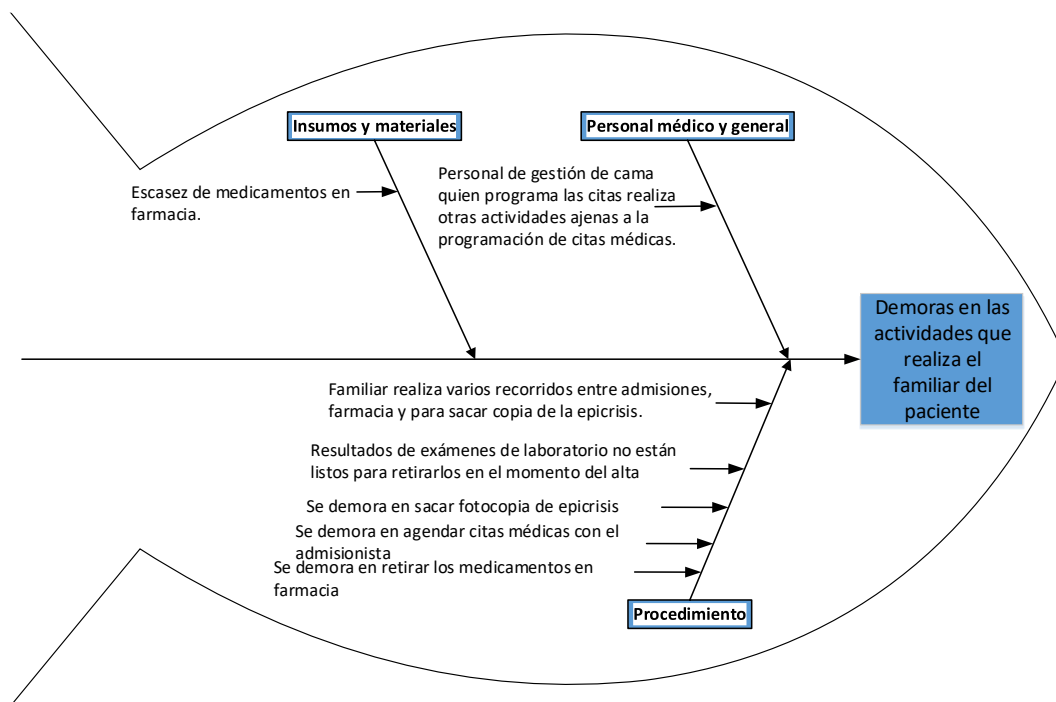 Insumos y materiales
Personal médico y general
Escasez de medicamentos en
farmacia.
Personal de gestión de cama
quien programa las citas realiza
otras actividades ajenas a la
programación de citas médicas.
Demoras en las
actividades que
realiza el
familiar del
paciente
Familiar realiza varios recorridos entre admisiones,
farmacia y para sacar copia de la epicrisis.
Resultados de exámenes de laboratorio no están
listos para retirarlos en el momento del alta
Se demora en sacar fotocopia de epicrisis
Se demora en agendar citas médicas con el
admisionista
Se demora en retirar los medicamentos en
farmacia
Procedimiento